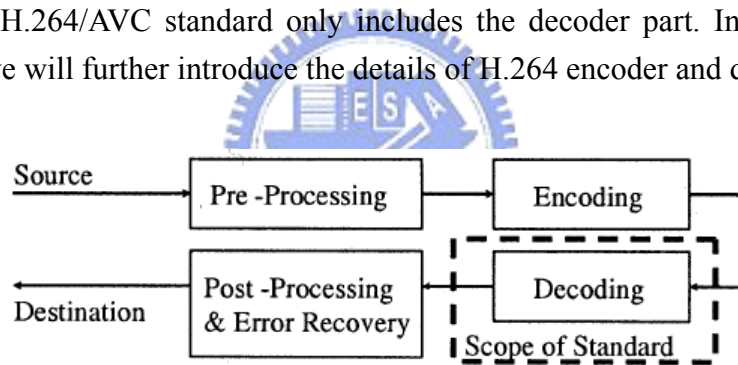 H.264/AVC standard only includes the decoder part. In
will further introduce the details of H.264 encoder and
ESA
Source
Pre -Processing
Encoding
Destination
Post -Processing
& Error Recovery
Decoding
Scope of Standard